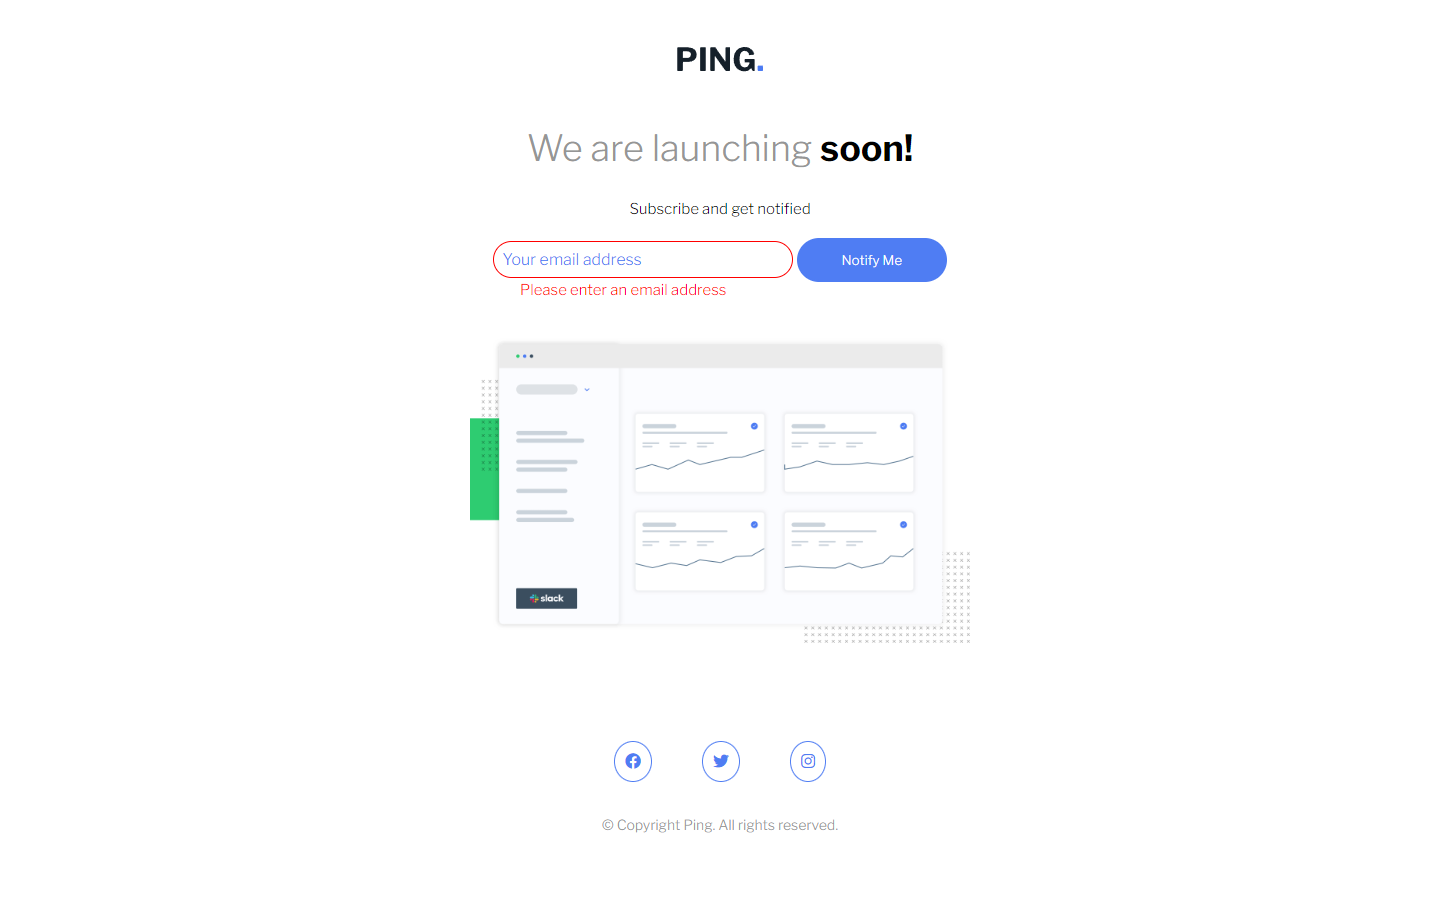 PING.
We are launching soon!
Subscribe and get notified
Your email address
Notify Me
Please enter an email address
slack
© Copyright Ping. All rights reserved.